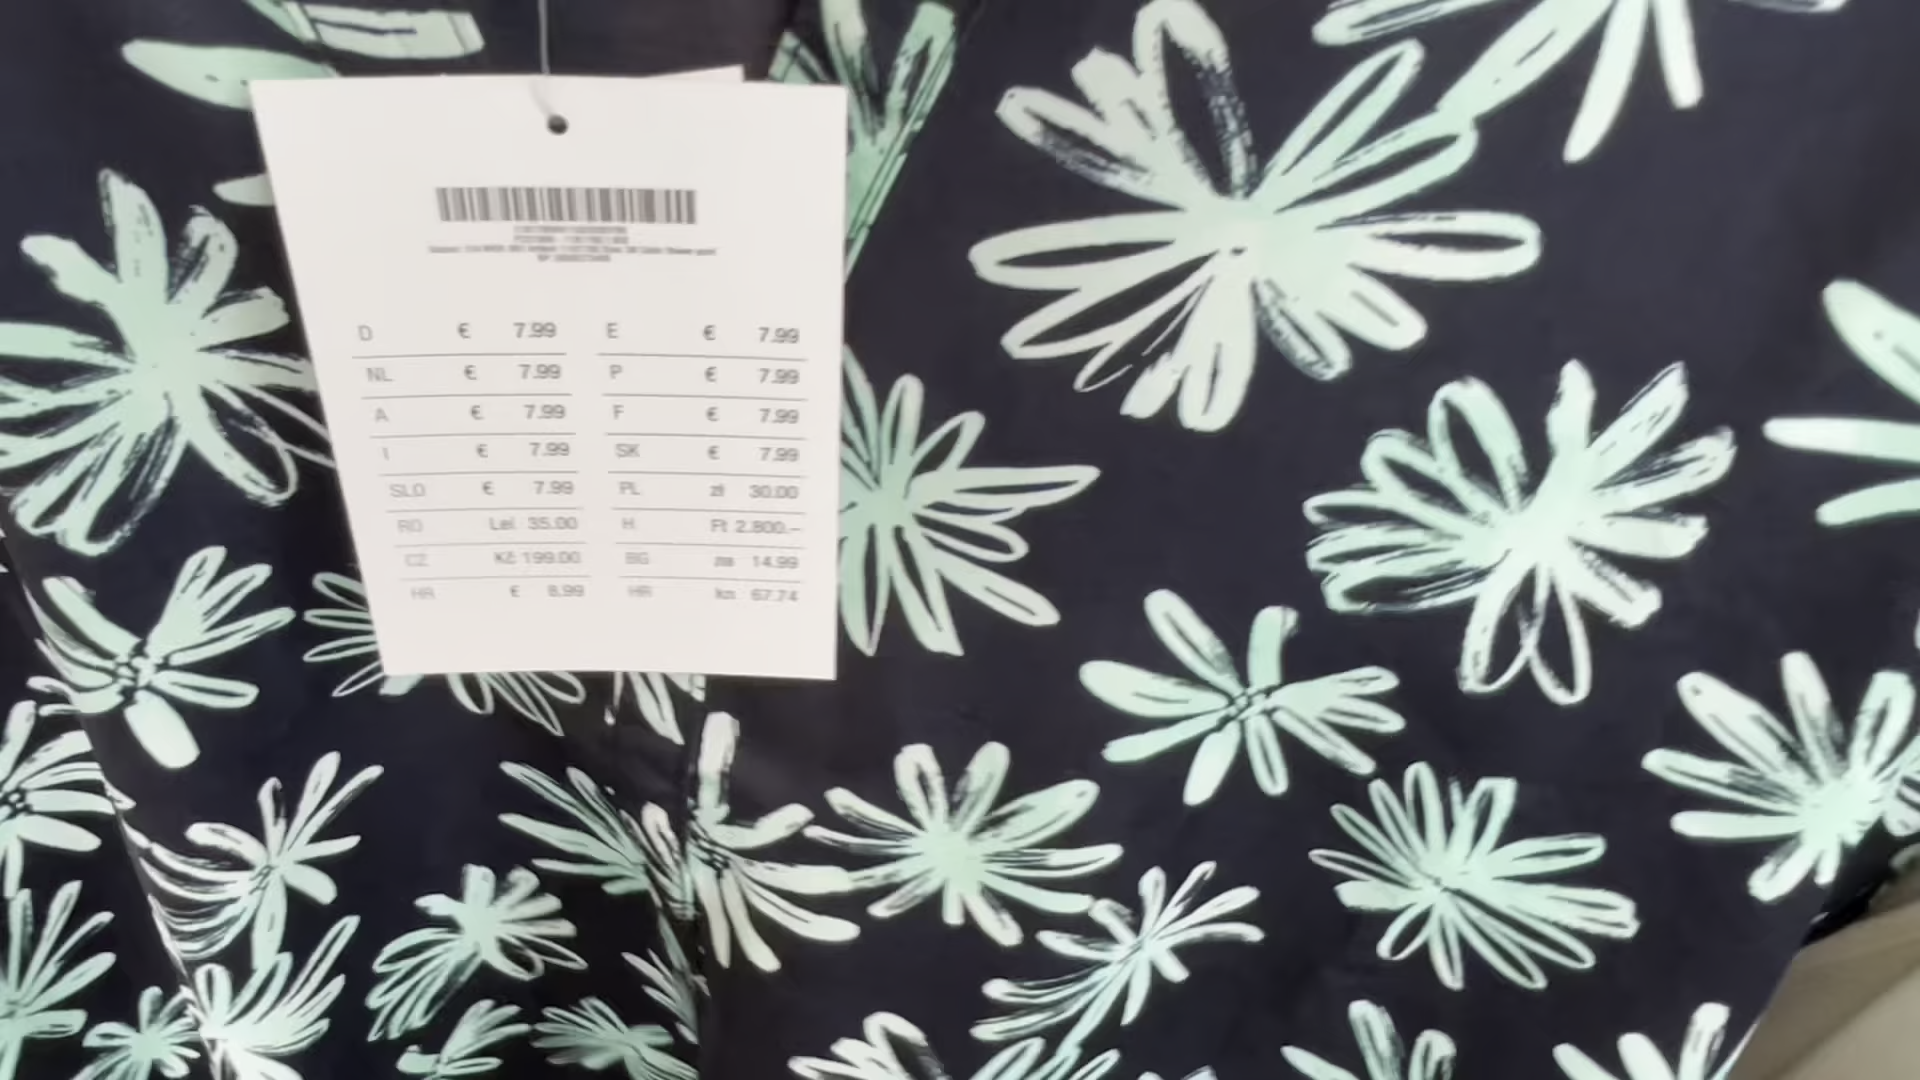 D € 7.99 E € 7.99
NL € 7.99 P € 7.99
A € 7.99 F € 7.99
I € 7.99 SK € 7.99
SLO € 7.99 PL zł 30.00
RO Lei 35.00 H Ft 2.800.–
CZ Kč 199.00 BG лв 14.99
HR € 8.99 HR kn 67.74